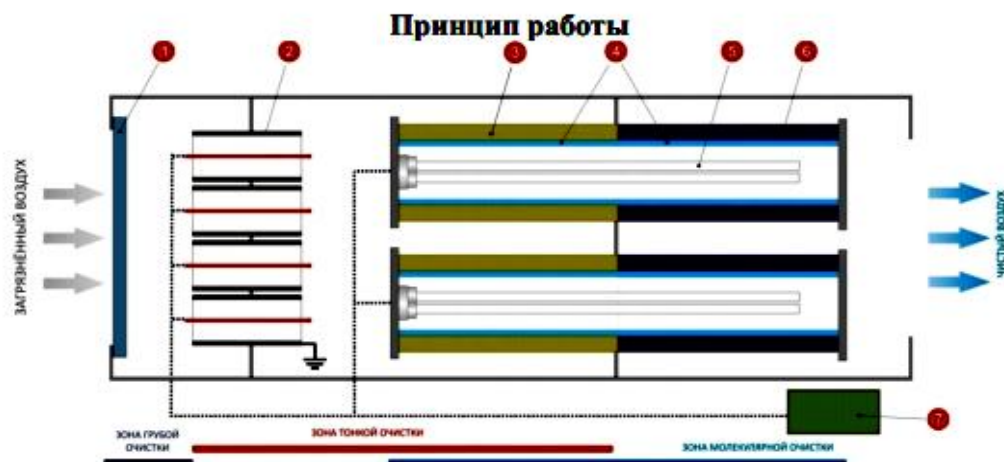 Принцип работы
1 2 3 4 5 6
ЗАГРЯЗНЁННЫЙ ВОЗДУХ
ЧИСТЫЙ ВОЗДУХ
7
ЗОНА ГРУБОЙ
ОЧИСТКИ
ЗОНА ТОНКОЙ ОЧИСТКИ
ЗОНА МОЛЕКУЛЯРНОЙ ОЧИСТКИ